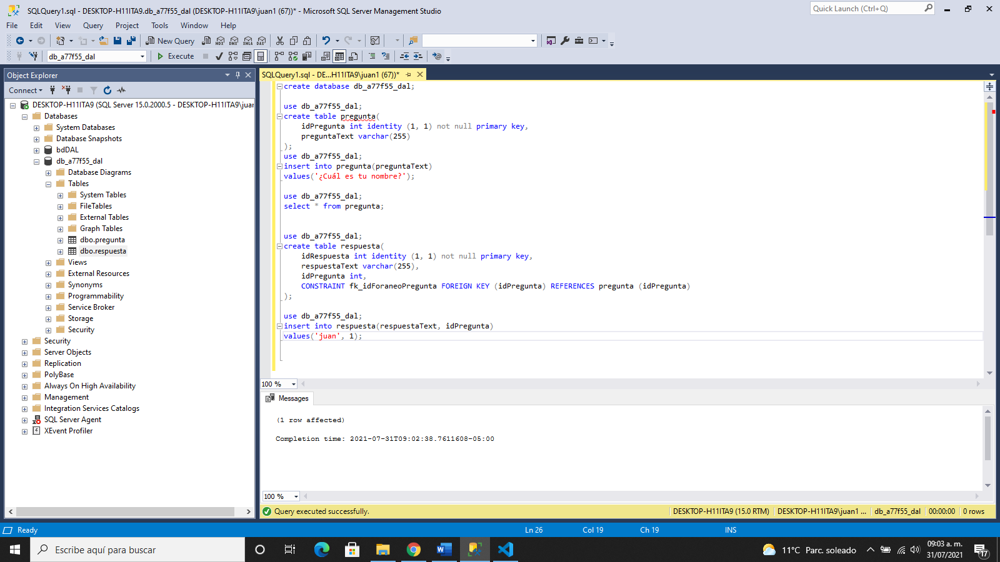 SQLQuery1.sql - DESKTOP-H11ITA9.db_a77f55_dal (DESKTOP-H11ITA9\juan1 (67))* - Microsoft SQL Server Management Studio
Quick Launch (Ctrl+Q)
File Edit View Query Project Tools Window Help
New Query
MDX DMX XMLA DAX
db_a77f55_dal
Execute
Object Explorer
Connect
DESKTOP-H11ITA9 (SQL Server 15.0.2000.5 - DESKTOP-H11ITA9\juar
Databases
System Databases
Database Snapshots
bdDAL
db_a77f55_dal
Database Diagrams
Tables
System Tables
FileTables
External Tables
Graph Tables
dbo.pregunta
dbo.respuesta
Views
External Resources
Synonyms
Programmability
Service Broker
Storage
Security
Security
Server Objects
Replication
PolyBase
Always On High Availability
Management
Integration Services Catalogs
SQL Server Agent
XEvent Profiler
SQLQuery1.sql - DE...H11ITA9\juan1 (67))*
create database db_a77f55_dal;
use db_a77f55_dal;
create table pregunta(
idPregunta int identity (1, 1) not null primary key,
preguntaText varchar(255)
);
use db_a77f55_dal;
insert into pregunta(preguntaText)
values('¿Cuál es tu nombre?');
use db_a77f55_dal;
select * from pregunta;
use db_a77f55_dal;
create table respuesta(
idRespuesta int identity (1, 1) not null primary key,
respuestaText varchar(255),
idPregunta int,
CONSTRAINT fk_idForaneoPregunta FOREIGN KEY (idPregunta) REFERENCES pregunta (idPregunta)
);
use db_a77f55_dal;
insert into respuesta(respuestaText, idPregunta)
values('juan', 1);
100 %
Messages
(1 row affected)
Completion time: 2021-07-31T09:02:38.7611608-05:00
100 %
Query executed successfully.
DESKTOP-H11ITA9 (15.0 RTM) DESKTOP-H11ITA9\juan1 ... db_a77f55_dal 00:00:00 0 rows
Ready
Ln 26 Col 19 Ch 19 INS
Escribe aquí para buscar
11°C Parc. soleado
09:03 a. m.
31/07/2021
17